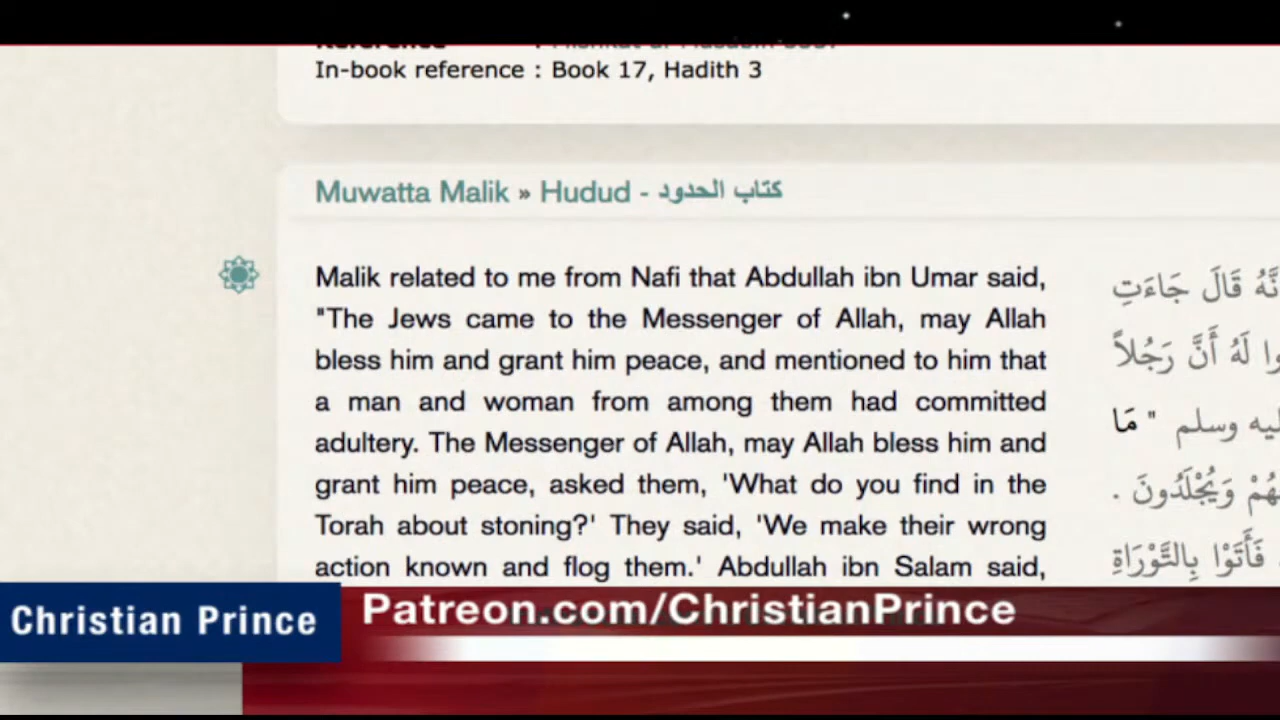 In-book reference : Book 17, Hadith 3
Muwatta Malik » Hudud - كتاب الحدود
Malik related to me from Nafi that Abdullah ibn Umar said,
"The Jews came to the Messenger of Allah, may Allah
bless him and grant him peace, and mentioned to him that
a man and woman from among them had committed
adultery. The Messenger of Allah, may Allah bless him and
grant him peace, asked them, 'What do you find in the
Torah about stoning?' They said, 'We make their wrong
action known and flog them.' Abdullah ibn Salam said,
نَّهُ قَالَ جَاءَتِ
لَهُ أَنَّ رَجُلاً
ليه وسلم " مَا
وَيُجْلَدُونَ .
فَأَتَوْا بِالتَّوْرَاةِ
Christian Prince
Patreon.com/ChristianPrince